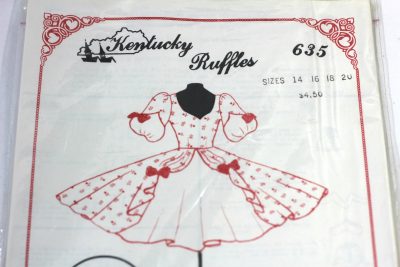 Kentucky
Ruffles
635
SIZES 14 16 18 20
$4.50